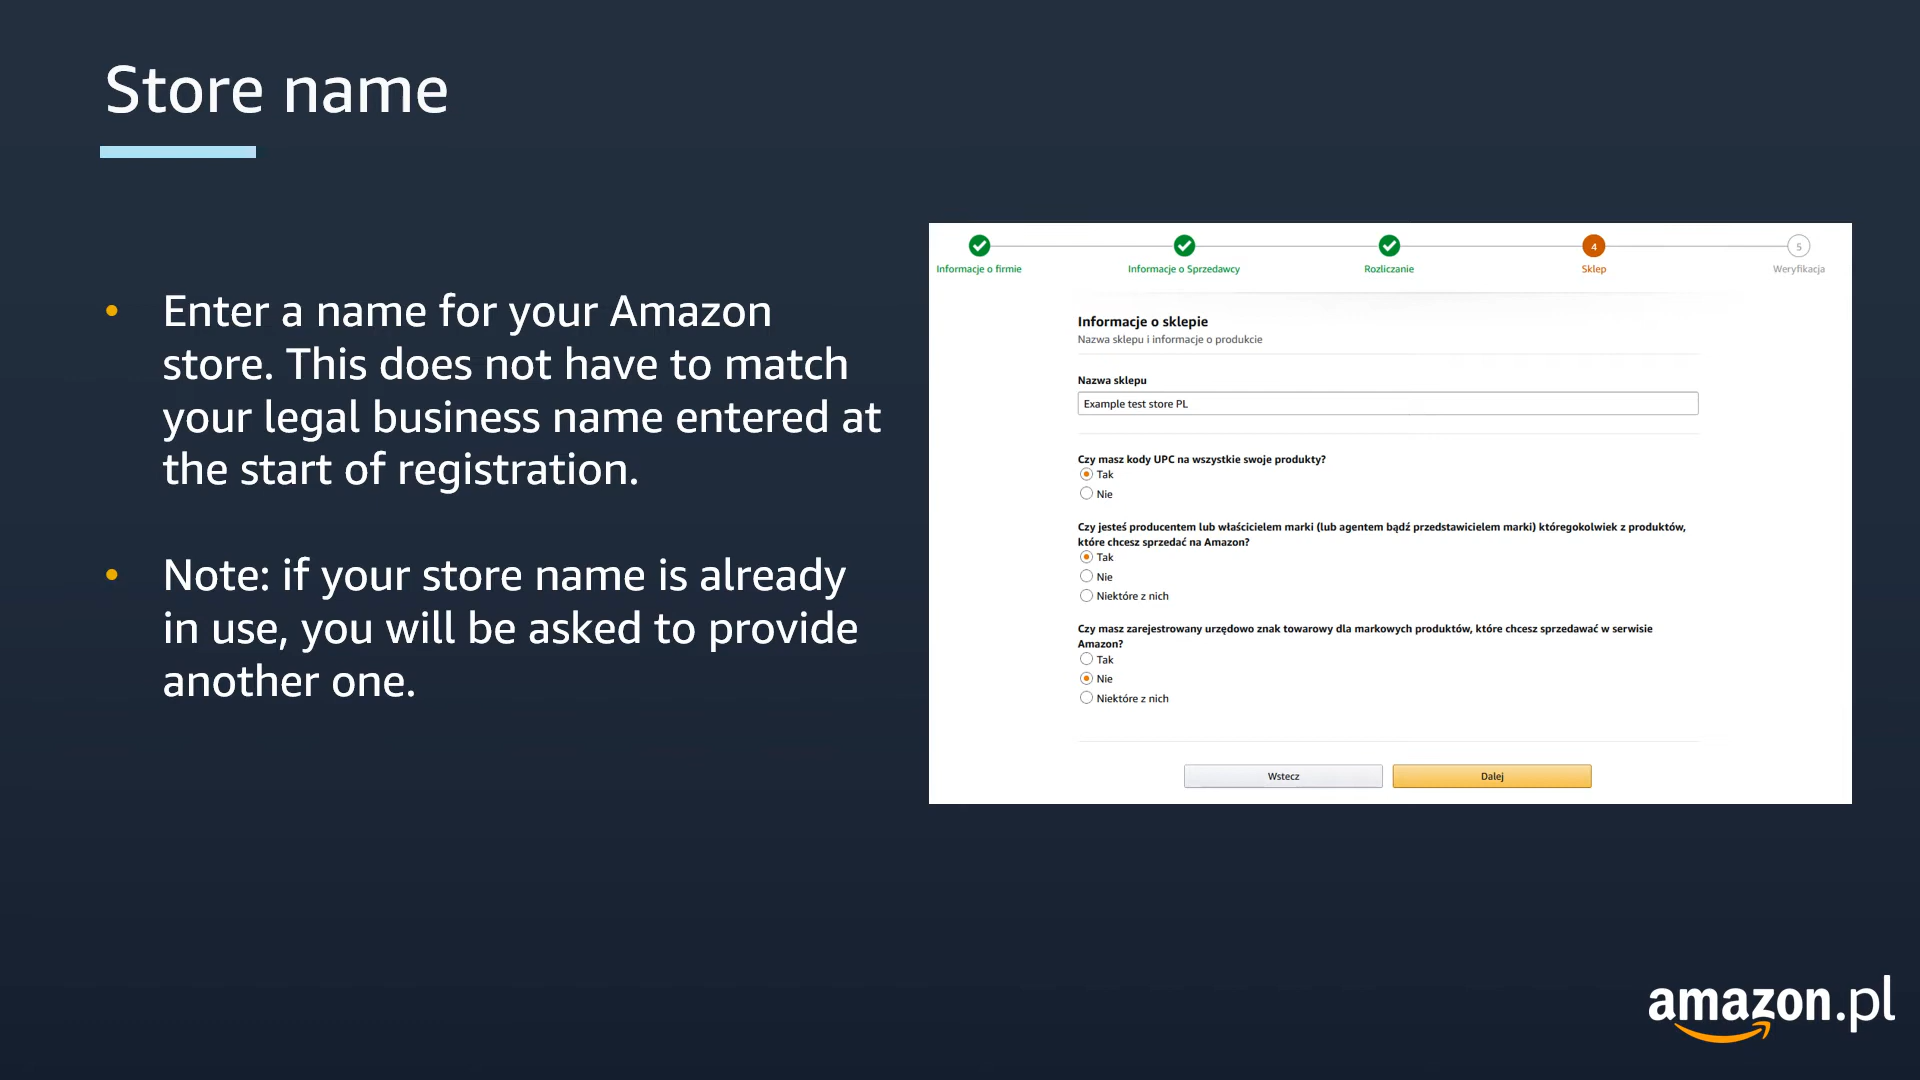 Store name
• Enter a name for your Amazon
store. This does not have to match
your legal business name entered at
the start of registration.
• Note: if your store name is already
in use, you will be asked to provide
another one.
4
5
Informacje o firmie
Informacje o Sprzedawcy
Rozliczanie
Sklep
Weryfikacja
Informacje o sklepie
Nazwa sklepu i informacje o produkcie
Nazwa sklepu
Example test store PL
Czy masz kody UPC na wszystkie swoje produkty?
Tak
Nie
Czy jesteś producentem lub właścicielem marki (lub agentem bądź przedstawicielem marki) któregokolwiek z produktów,
które chcesz sprzedać na Amazon?
Tak
Nie
Niektóre z nich
Czy masz zarejestrowany urzędowo znak towarowy dla markowych produktów, które chcesz sprzedawać w serwisie
Amazon?
Tak
Nie
Niektóre z nich
Wstecz
Dalej
amazon.pl